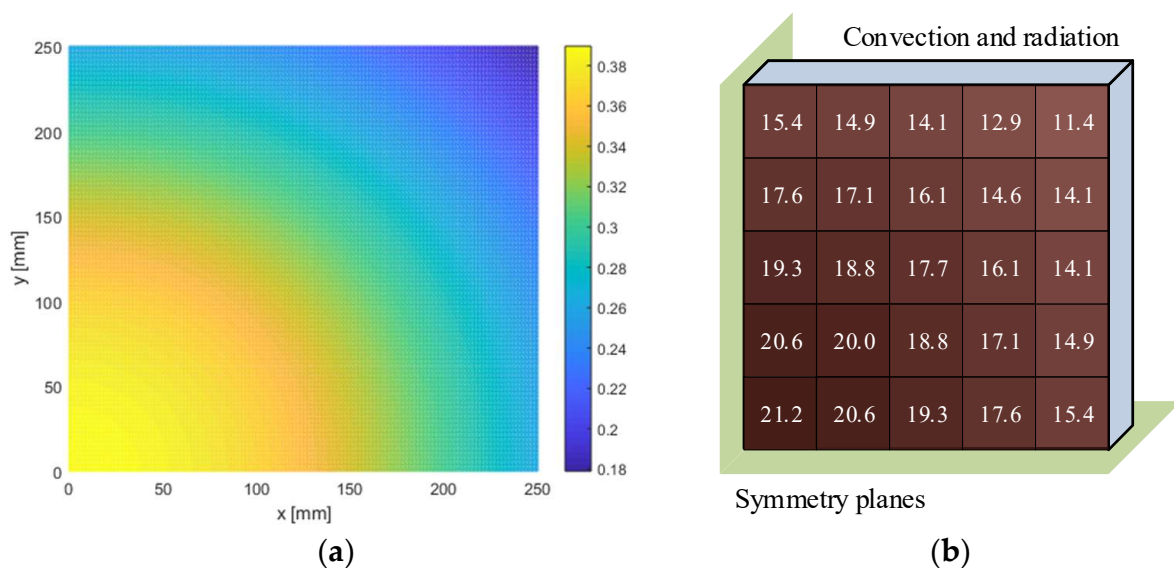 250
200
150
100
50
0
y [mm]
0 50 100 150 200 250
x [mm]
0.38
0.36
0.34
0.32
0.3
0.28
0.26
0.24
0.22
0.2
0.18
(a)
Convection and radiation
15.4 14.9 14.1 12.9 11.4
17.6 17.1 16.1 14.6 14.1
19.3 18.8 17.7 16.1 14.1
20.6 20.0 18.8 17.1 14.9
21.2 20.6 19.3 17.6 15.4
Symmetry planes
(b)